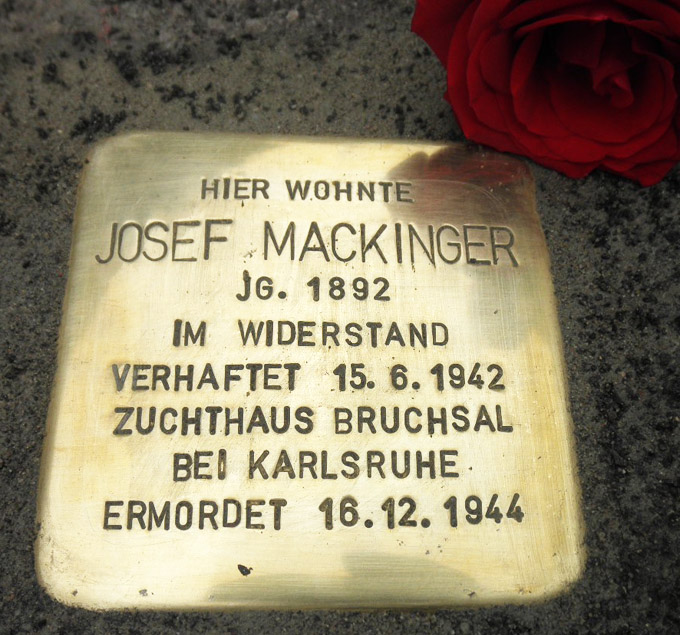 HIER WOHNTE
JOSEF MACKINGER
JG. 1892
IM WIDERSTAND
VERHAFTET 15. 6. 1942
ZUCHTHAUS BRUCHSAL
BEI KARLSRUHE
ERMORDET 16.12.1944